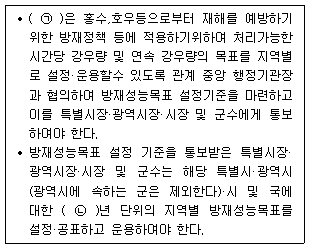 • ( ㉠ )은 홍수,호우등으로부터 재해를 예방하기
위한 방재정책 등에 적용하기위하여 처리가능한
시간당 강우량 및 연속 강우량의 목표를 지역별
로 설정·운용할수 있도록 관계 중앙 행정기관장
과 협의하여 방재성능목표 설정기준을 마련하고
이를 특별시장·광역시장·시장 및 군수에게 통보
하여야 한다.
• 방재성능목표 설정 기준을 통보받은 특별시장·
광역시장·시장 및 군수는 해당 특별시·광역시
(광역시에 속하는 군은 제외한다)·시 및 국에
대한 ( ㉡ )년 단위의 지역별 방재성능목표를
설정·공표하고 운용하여야 한다.